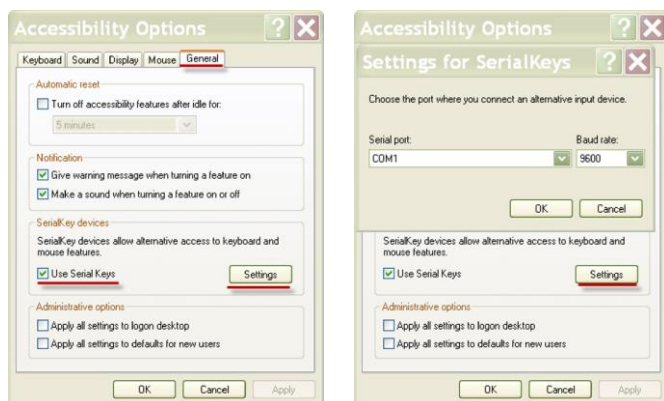 Accessibility Options
Keyboard Sound Display Mouse General
Automatic reset
Turn off accessibility features after idle for:
5 minutes
Notification
Give warning message when turning a feature on
Make a sound when turning a feature on or off
SerialKey devices
SerialKey devices allow alternative access to keyboard and
mouse features.
Use Serial Keys Settings
Administrative options
Apply all settings to logon desktop
Apply all settings to defaults for new users
OK Cancel Apply
Accessibility Options
Settings for SerialKeys
Choose the port where you connect an alternative input device.
Serial port: Baud rate:
COM1 9600
OK Cancel
SerialKey devices allow alternative access to keyboard and
mouse features.
Use Serial Keys Settings
Administrative options
Apply all settings to logon desktop
Apply all settings to defaults for new users
OK Cancel Apply